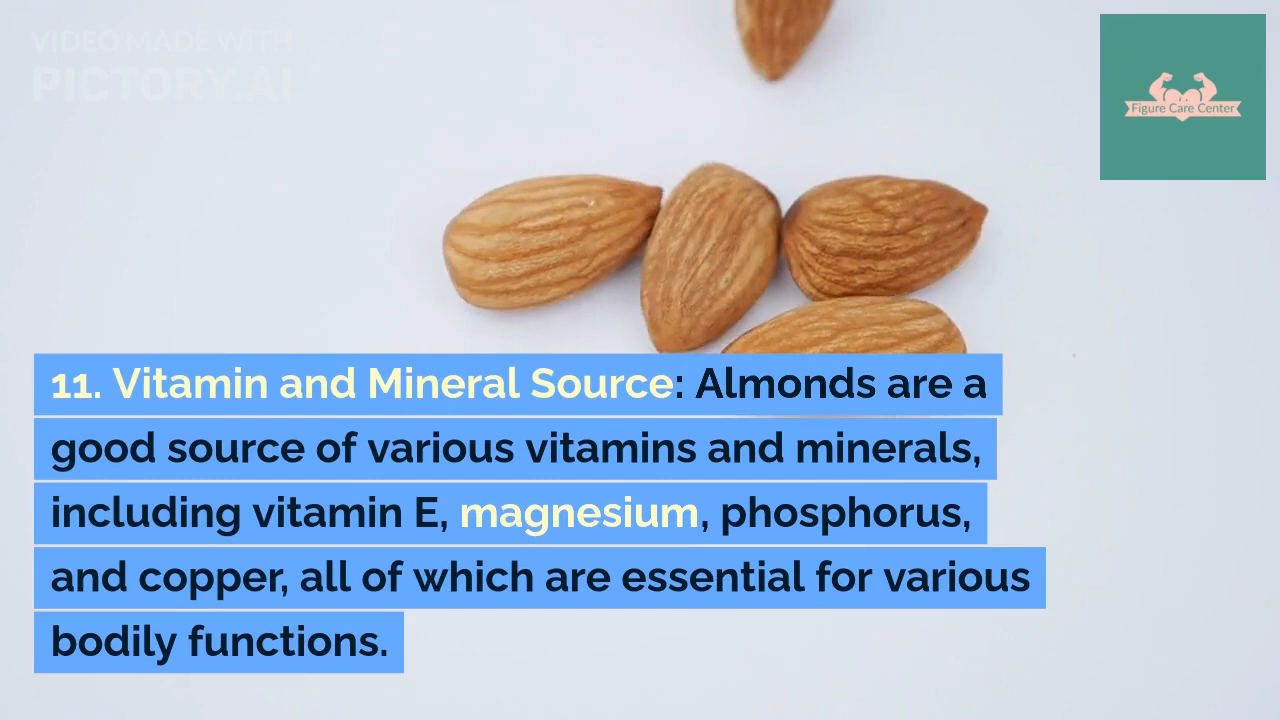 VIDEO MADE WITH
PICTORY.AI
Figure Care Center
11. Vitamin and Mineral Source: Almonds are a
good source of various vitamins and minerals,
including vitamin E, magnesium, phosphorus,
and copper, all of which are essential for various
bodily functions.